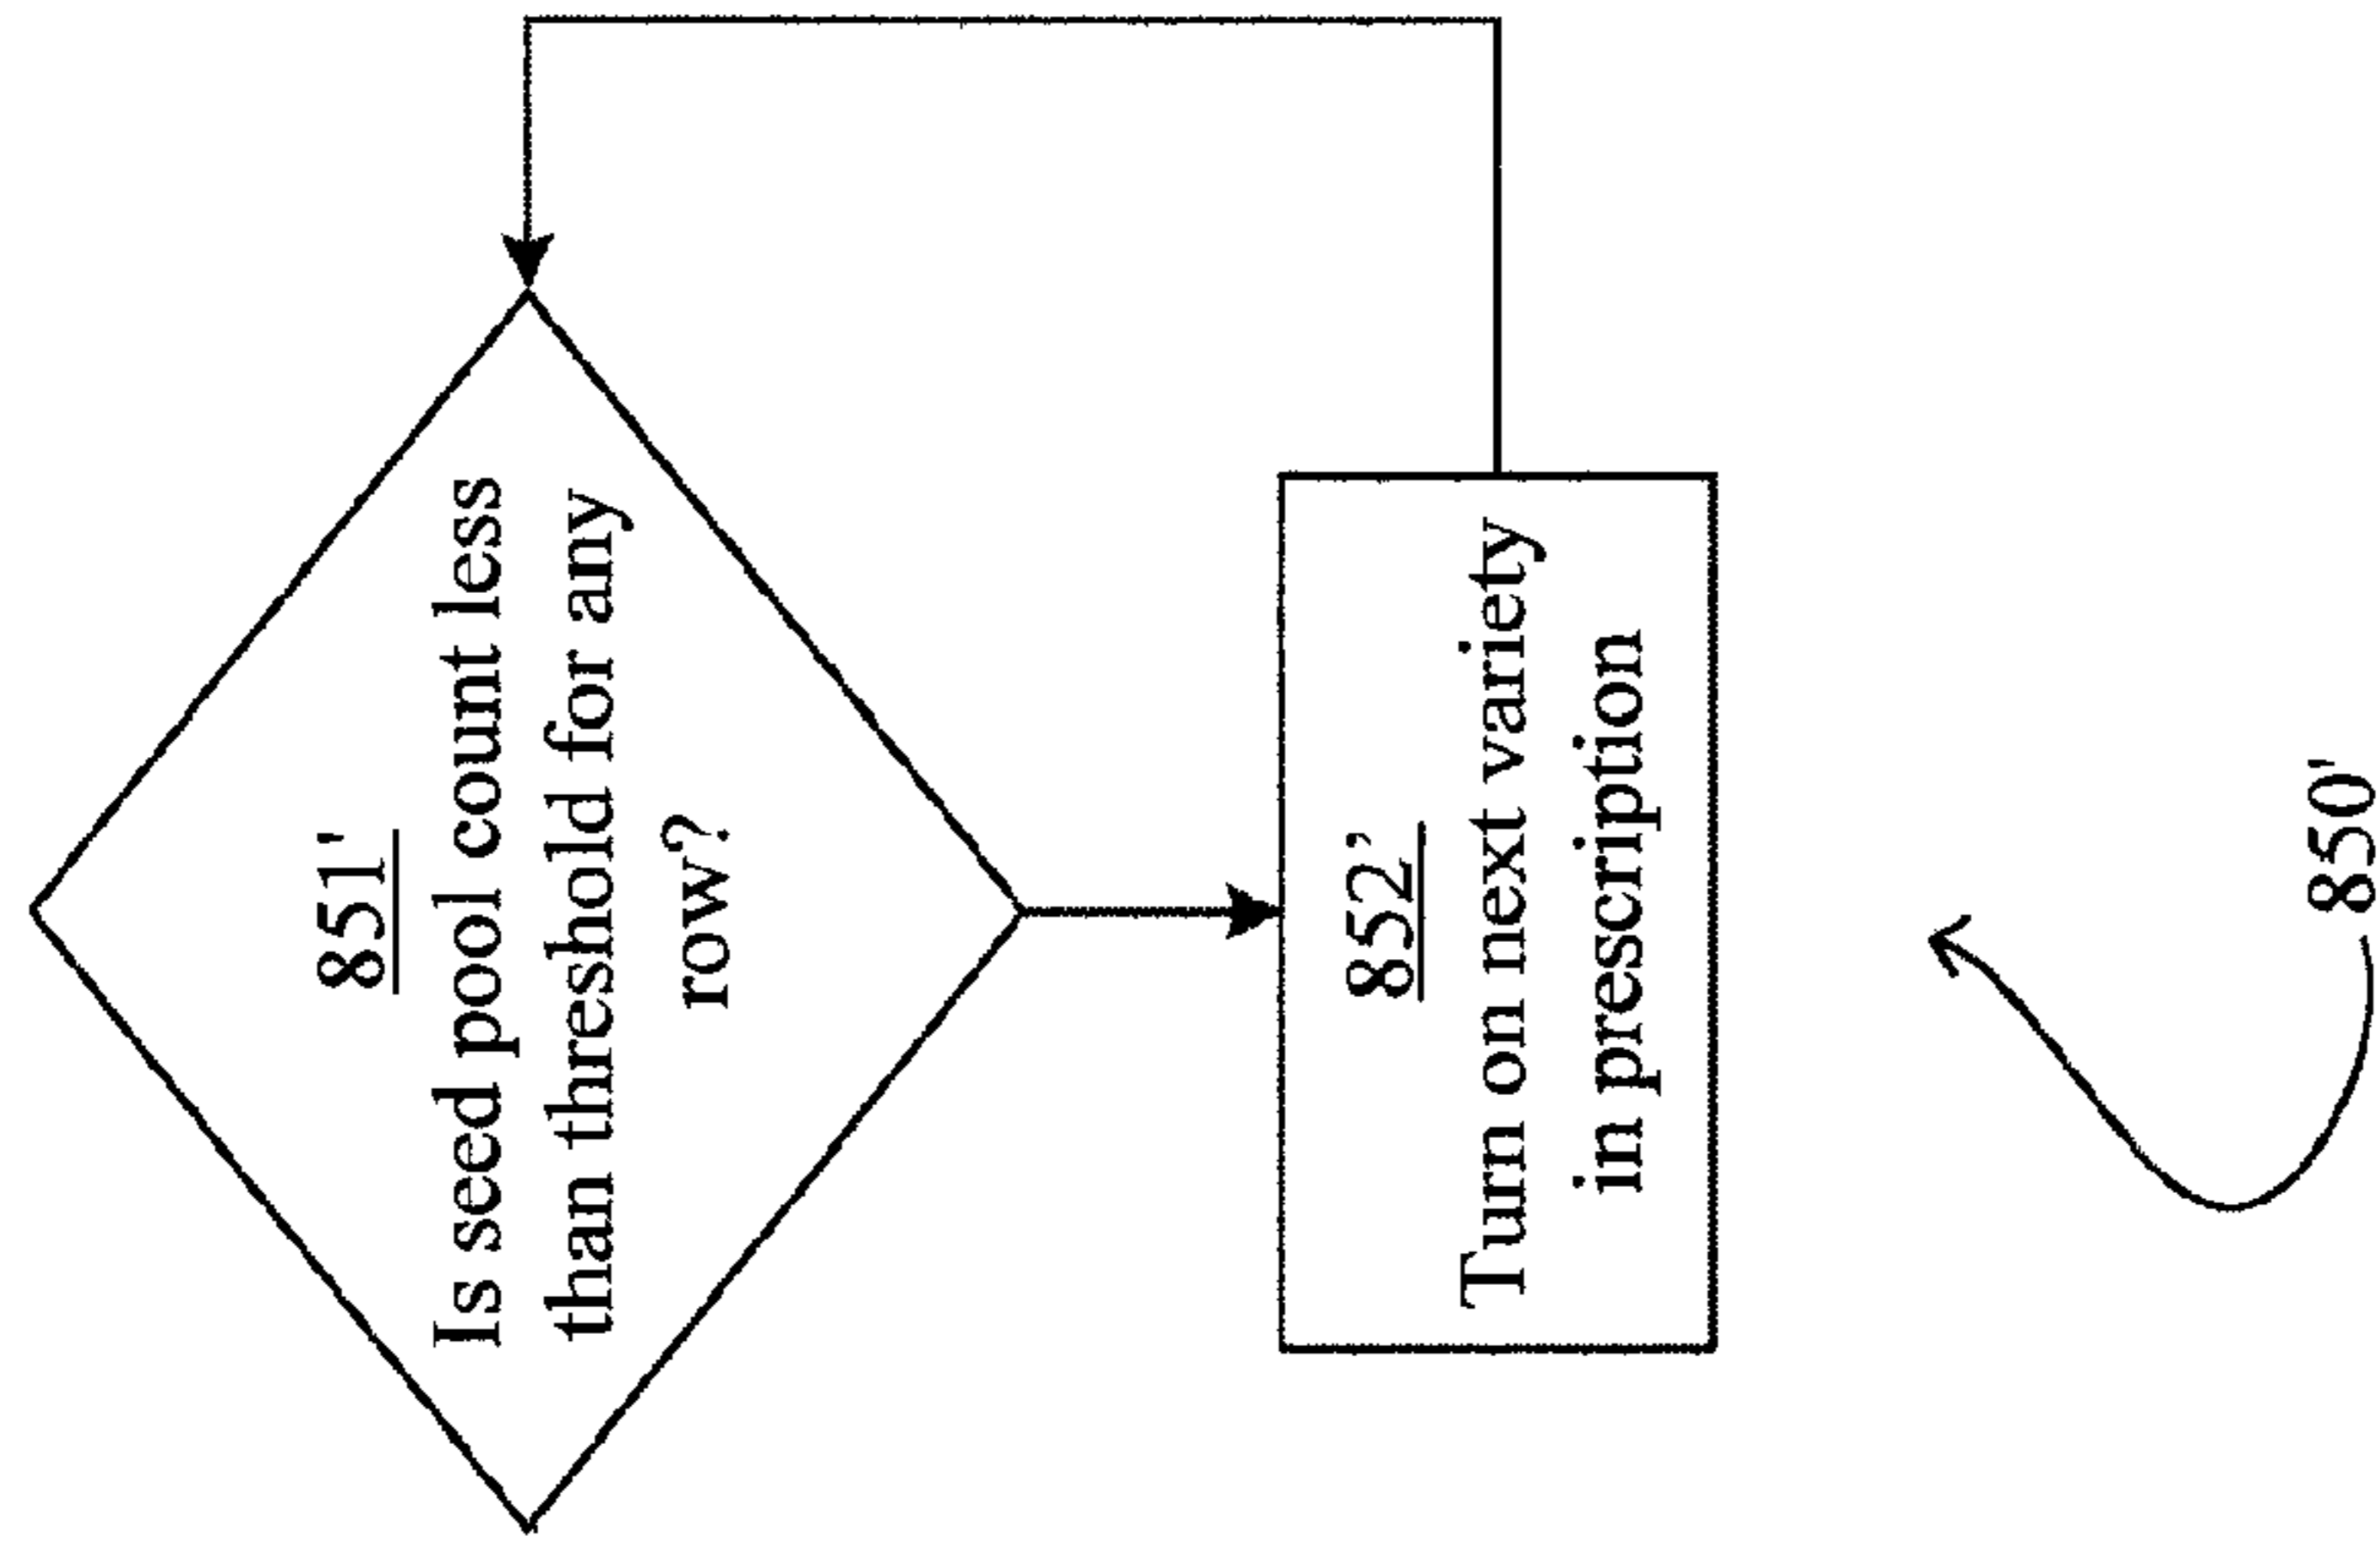 851'
Is seed pool count less
than threshold for any
row?
852’
Turn on next variety
in prescription
850'